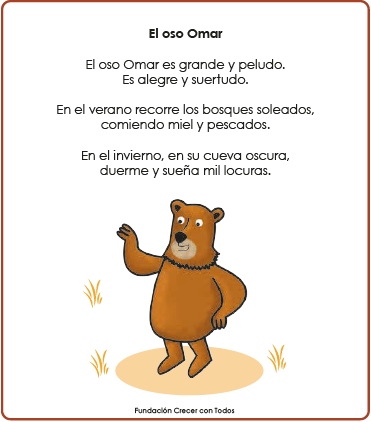 El oso Omar
El oso Omar es grande y peludo.
Es alegre y suertudo.
En el verano recorre los bosques soleados,
comiendo miel y pescados.
En el invierno, en su cueva oscura,
duerme y sueña mil locuras.
Fundación Crecer con Todos